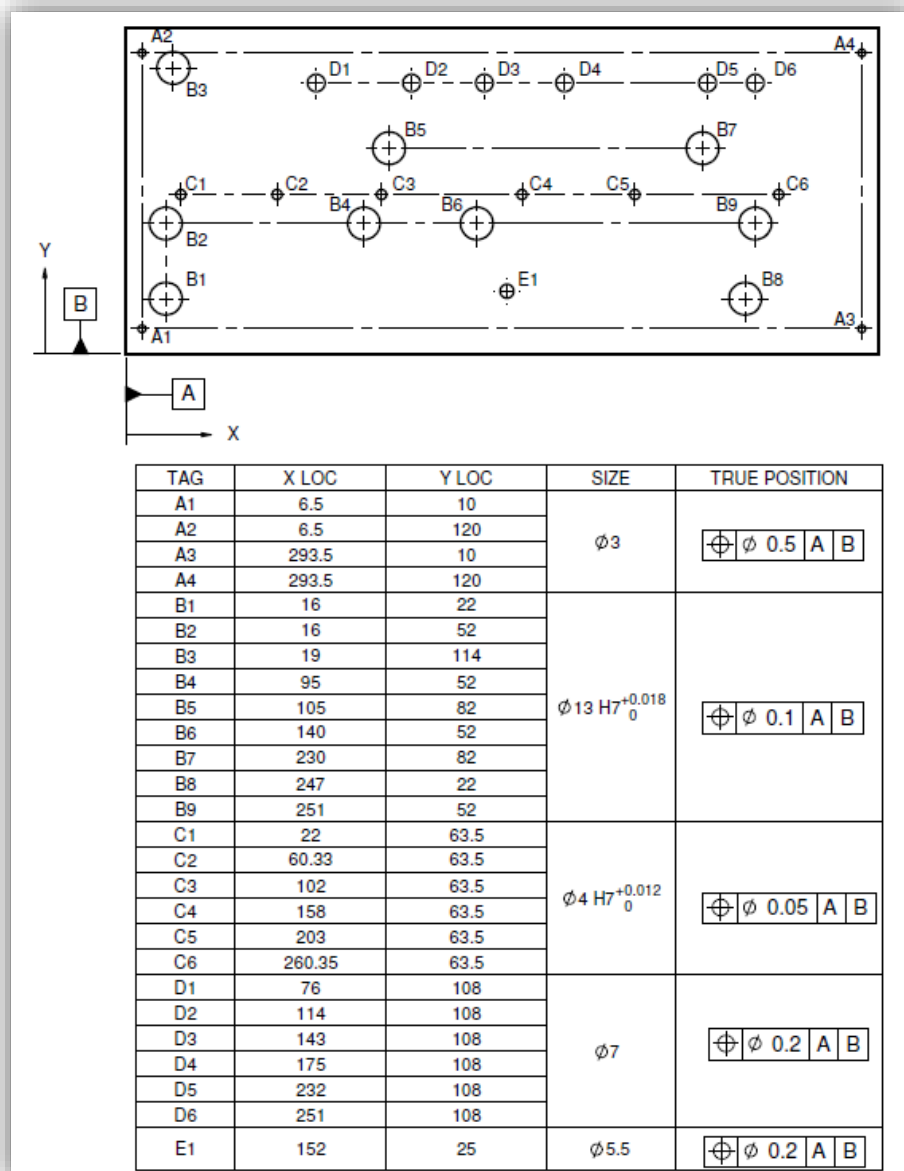 A2 A4
B3 D1 D2 D3 D4 D5 D6
B5 B7
C1 C2 C3 C4 C5 C6
B2 B4 B6 B9
B1 E1 B8
A1 A3
Y
B
A
X
TAG X LOC Y LOC SIZE TRUE POSITION
A1 6.5 10
A2 6.5 120
⌀3 ⌖ ⌀ 0.5 A B
A3 293.5 10
A4 293.5 120
B1 16 22
B2 16 52
B3 19 114
B4 95 52
B5 105 82
⌀13 H7 +0.018 0 ⌖ ⌀ 0.1 A B
B6 140 52
B7 230 82
B8 247 22
B9 251 52
C1 22 63.5
C2 60.33 63.5
C3 102 63.5
⌀4 H7 +0.012 0 ⌖ ⌀ 0.05 A B
C4 158 63.5
C5 203 63.5
C6 260.35 63.5
D1 76 108
D2 114 108
D3 143 108
⌀7 ⌖ ⌀ 0.2 A B
D4 175 108
D5 232 108
D6 251 108
E1 152 25 ⌀5.5 ⌖ ⌀ 0.2 A B